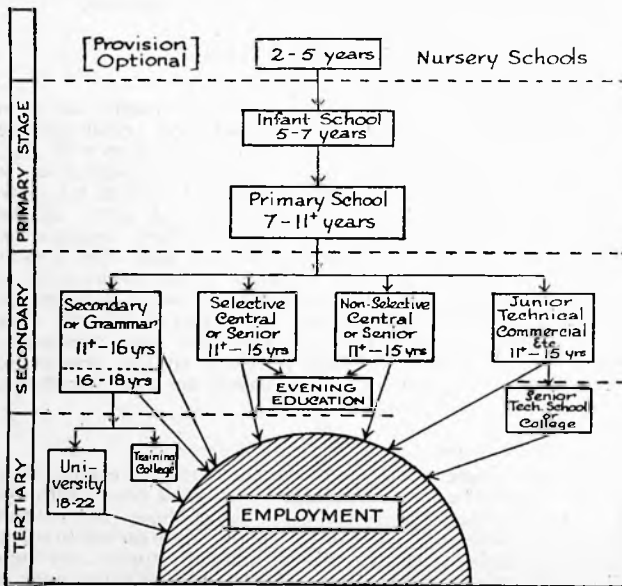 [Provision
Optional]
2-5 years
Nursery Schools
PRIMARY STAGE
Infant School
5-7 years
Primary School
7-11+ years
SECONDARY
Secondary
or Grammar
11+-16 yrs
16-18 yrs
Selective
Central
or Senior
11+-15 yrs
Non-Selective
Central
or Senior
11+-15 yrs
Junior
Technical
Commercial
Etc
11+-15 yrs
EVENING
EDUCATION
Senior
Tech. School
or
College
TERTIARY
Uni-
versity
18-22
Training
College
EMPLOYMENT